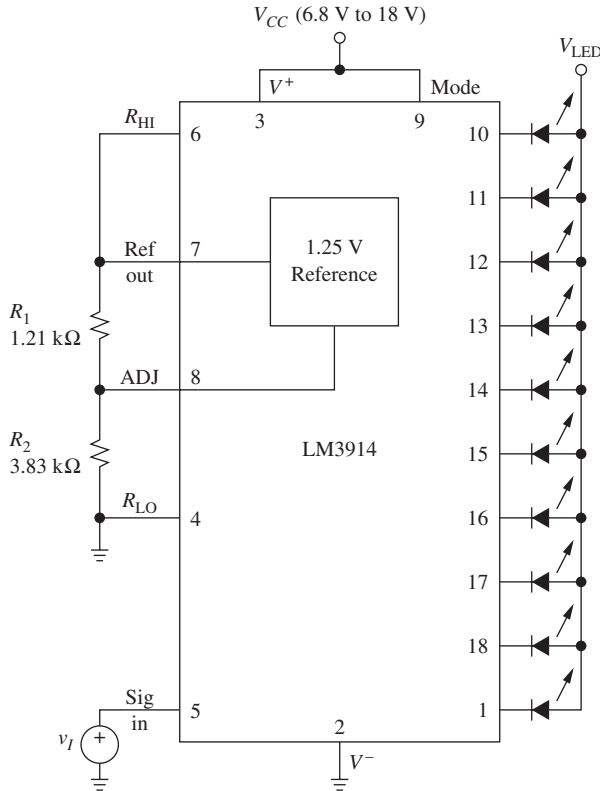 V_CC (6.8 V to 18 V)
V_LED
V⁺
Mode
R_HI
6
3
9
10
11
Ref
out
7
1.25 V
Reference
12
R₁
1.21 kΩ
13
ADJ
8
14
R₂
3.83 kΩ
LM3914
15
R_LO
4
16
17
18
Sig
in
5
2
1
v_I
+
V⁻